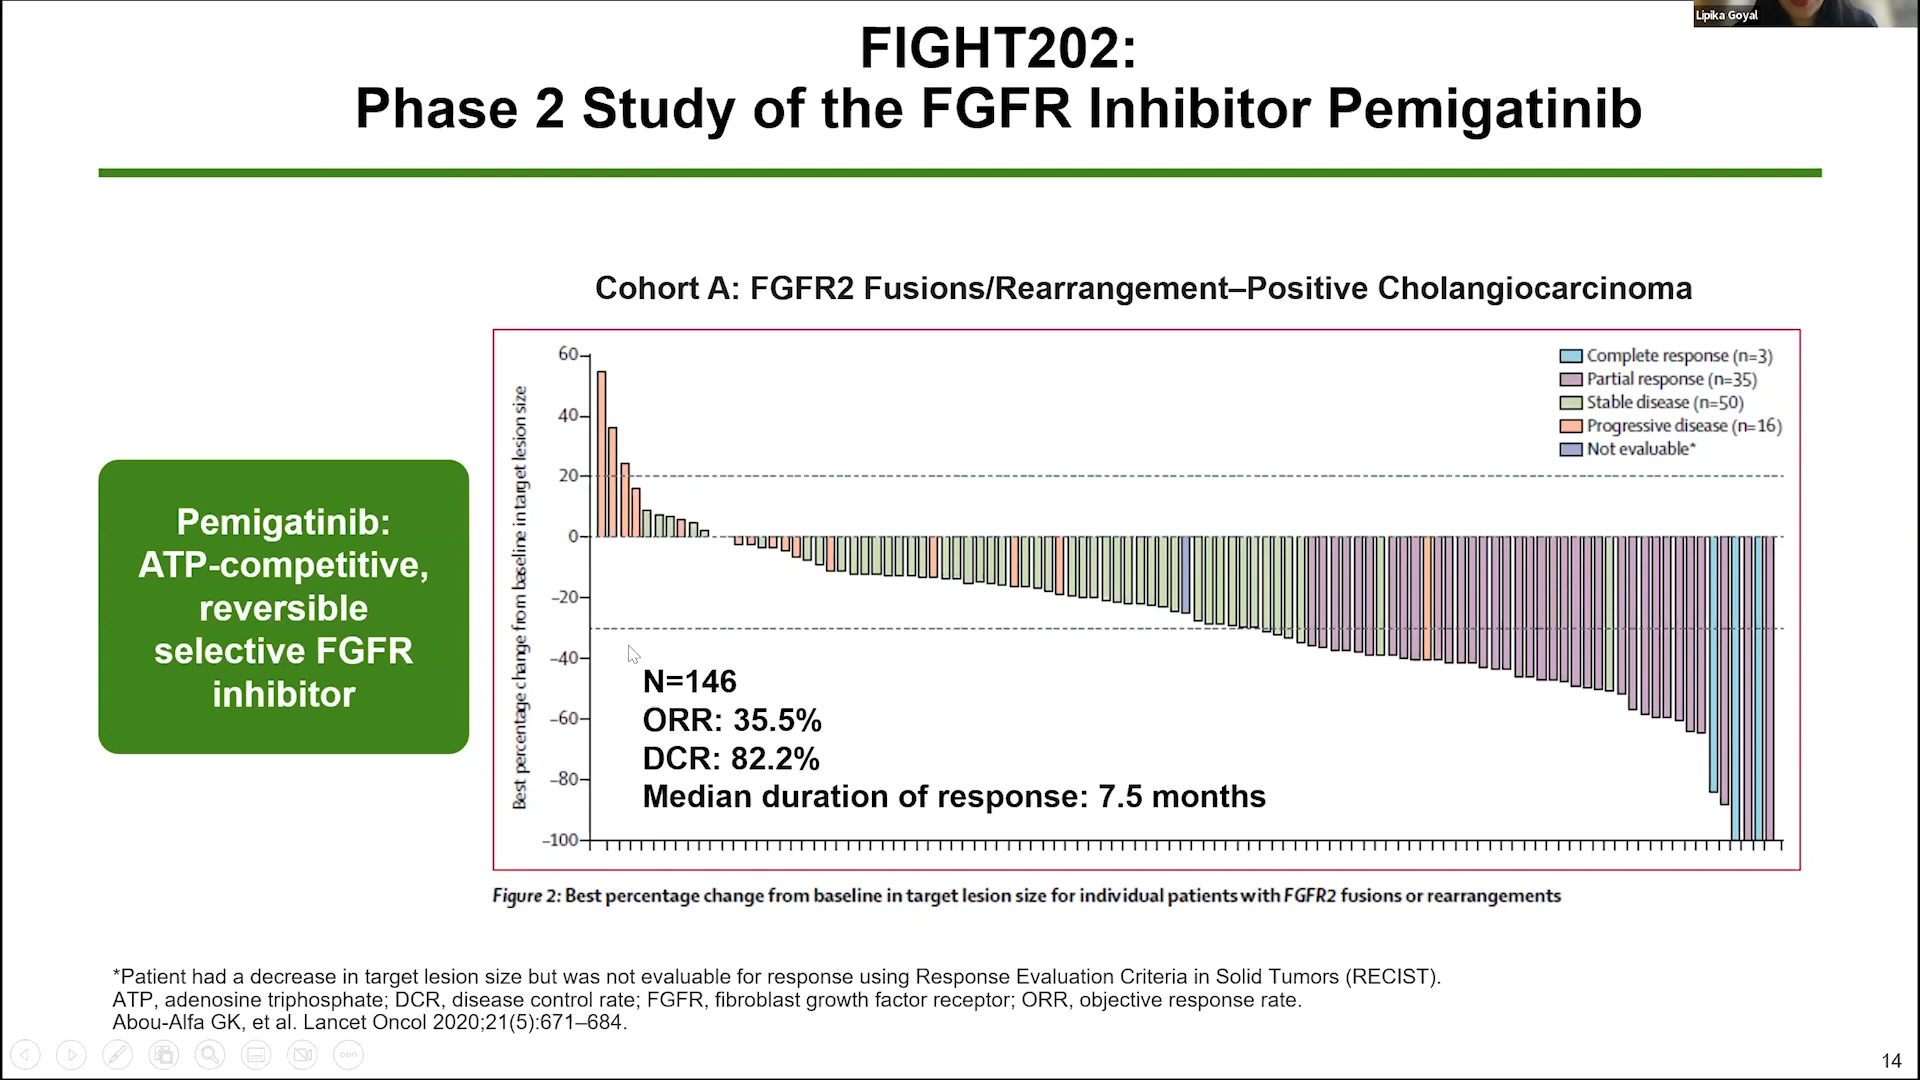 Lipika Goyal
FIGHT202:
Phase 2 Study of the FGFR Inhibitor Pemigatinib
Cohort A: FGFR2 Fusions/Rearrangement–Positive Cholangiocarcinoma
Pemigatinib:
ATP-competitive,
reversible
selective FGFR
inhibitor
Best percentage change from baseline in target lesion size
60
40
20
0
–20
–40
–60
–80
–100
Complete response (n=3)
Partial response (n=35)
Stable disease (n=50)
Progressive disease (n=16)
Not evaluable*
N=146
ORR: 35.5%
DCR: 82.2%
Median duration of response: 7.5 months
Figure 2: Best percentage change from baseline in target lesion size for individual patients with FGFR2 fusions or rearrangements
*Patient had a decrease in target lesion size but was not evaluable for response using Response Evaluation Criteria in Solid Tumors (RECIST).
ATP, adenosine triphosphate; DCR, disease control rate; FGFR, fibroblast growth factor receptor; ORR, objective response rate.
Abou-Alfa GK, et al. Lancet Oncol 2020;21(5):671–684.
14